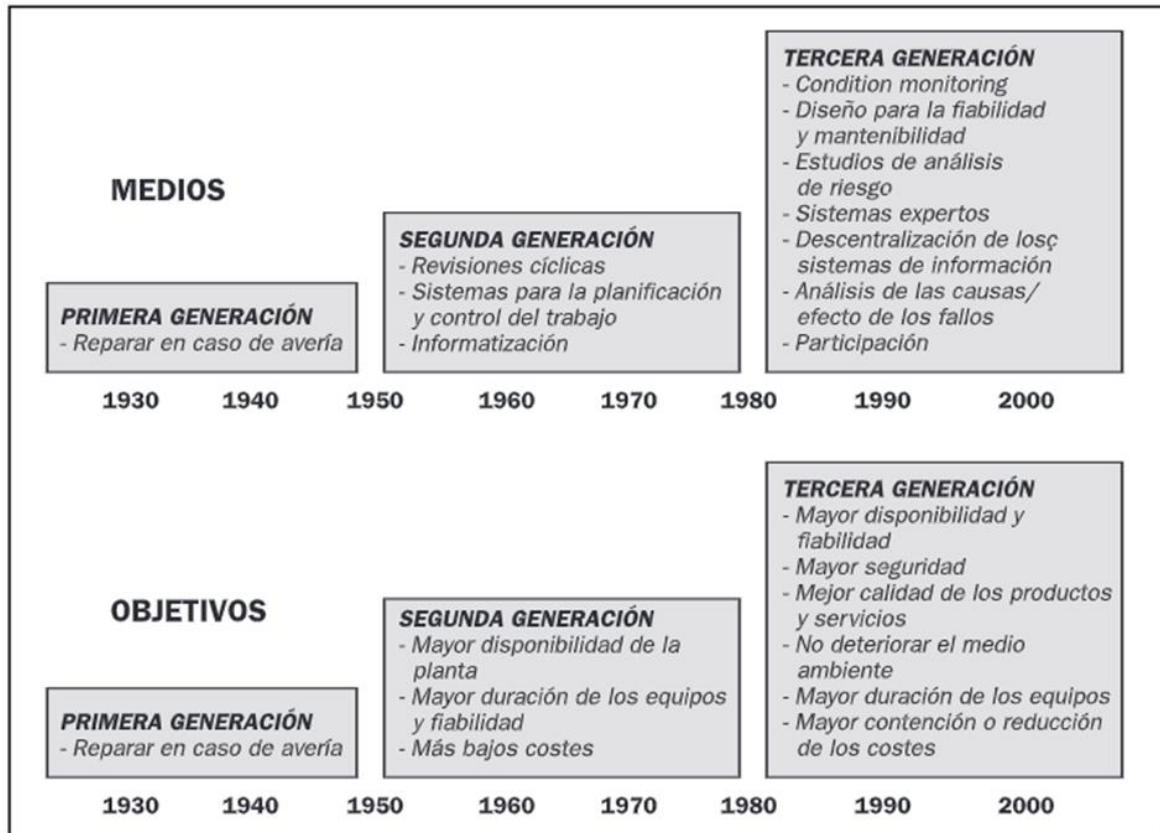 TERCERA GENERACIÓN
- Condition monitoring
- Diseño para la fiabilidad
y mantenibilidad
- Estudios de análisis
de riesgo
- Sistemas expertos
- Descentralización de losç
sistemas de información
- Análisis de las causas/
efecto de los fallos
- Participación
MEDIOS
SEGUNDA GENERACIÓN
- Revisiones cíclicas
- Sistemas para la planificación
y control del trabajo
- Informatización
PRIMERA GENERACIÓN
- Reparar en caso de avería
1930 1940 1950 1960 1970 1980 1990 2000
TERCERA GENERACIÓN
- Mayor disponibilidad y
fiabilidad
- Mayor seguridad
- Mejor calidad de los productos
y servicios
- No deteriorar el medio
ambiente
- Mayor duración de los equipos
- Mayor contención o reducción
de los costes
OBJETIVOS
SEGUNDA GENERACIÓN
- Mayor disponibilidad de la
planta
- Mayor duración de los equipos
y fiabilidad
- Más bajos costes
PRIMERA GENERACIÓN
- Reparar en caso de avería
1930 1940 1950 1960 1970 1980 1990 2000